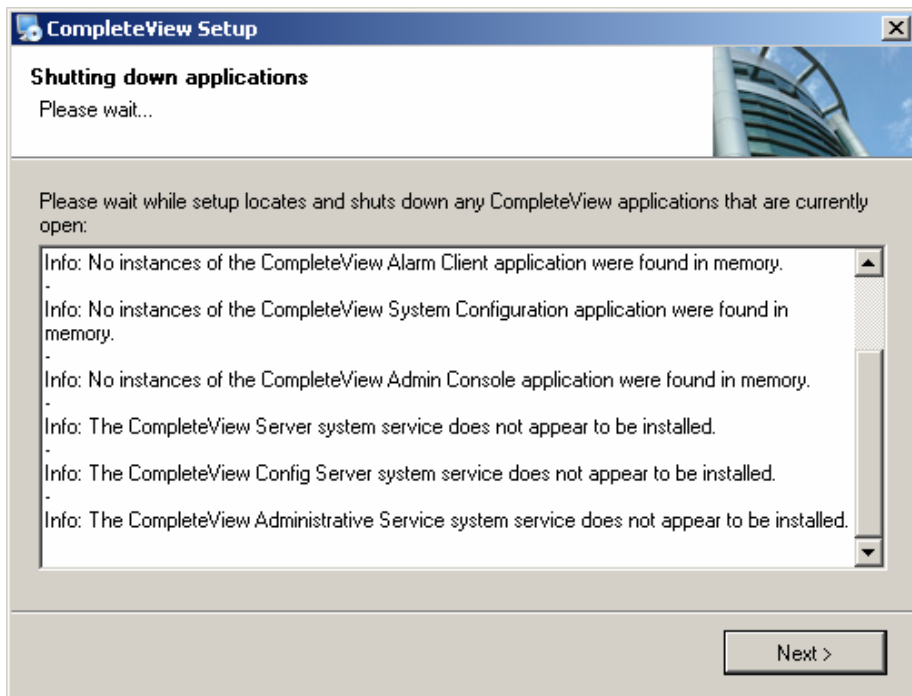 CompleteView Setup
Shutting down applications
Please wait...
Please wait while setup locates and shuts down any CompleteView applications that are currently
open:
Info: No instances of the CompleteView Alarm Client application were found in memory.
-
Info: No instances of the CompleteView System Configuration application were found in
memory.
-
Info: No instances of the CompleteView Admin Console application were found in memory.
-
Info: The CompleteView Server system service does not appear to be installed.
-
Info: The CompleteView Config Server system service does not appear to be installed.
-
Info: The CompleteView Administrative Service system service does not appear to be installed.
Next >